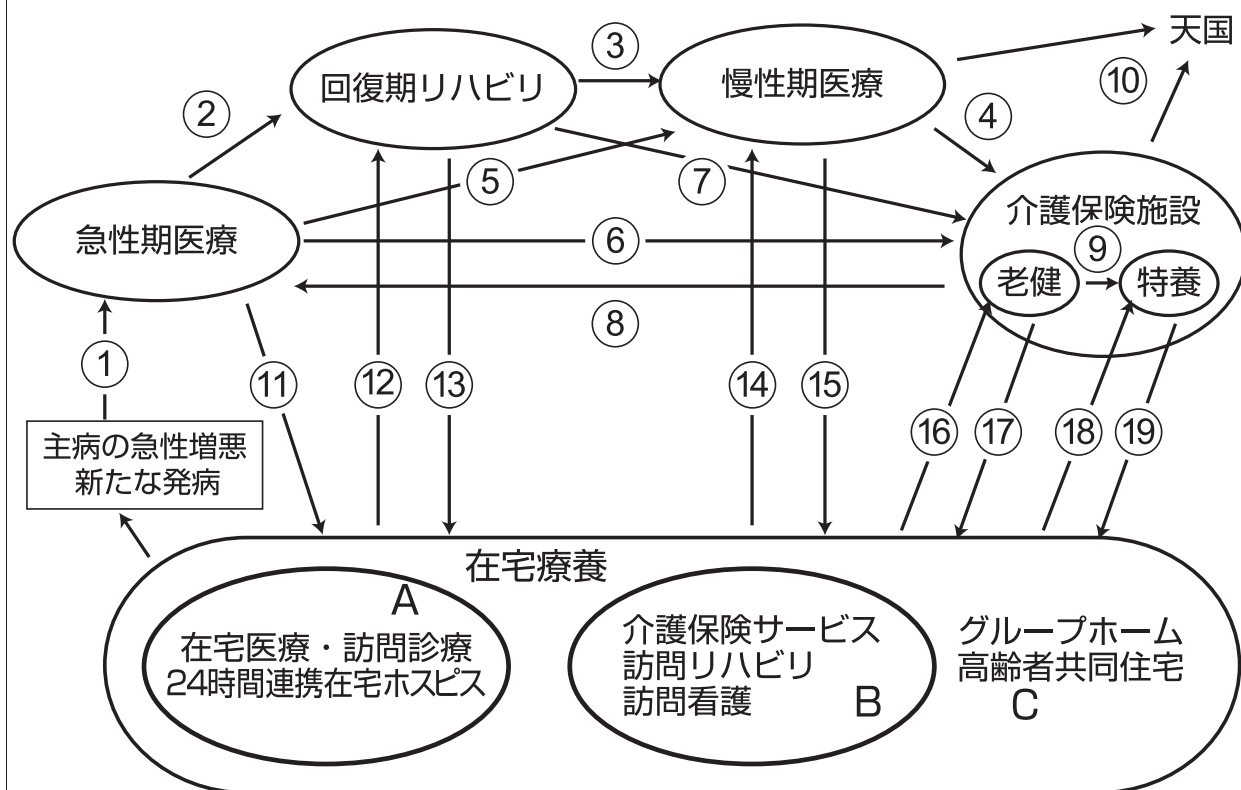 天国
③
⑩
回復期リハビリ
慢性期医療
②
④
⑤
⑦
急性期医療
⑥
介護保険施設
⑨
老健
特養
⑧
①
⑪
⑫
⑬
⑭
⑮
⑯
⑰
⑱
⑲
主病の急性増悪
新たな発病
在宅療養
A
在宅医療・訪問診療
24時間連携在宅ホスピス
介護保険サービス
訪問リハビリ
訪問看護
B
グループホーム
高齢者共同住宅
C